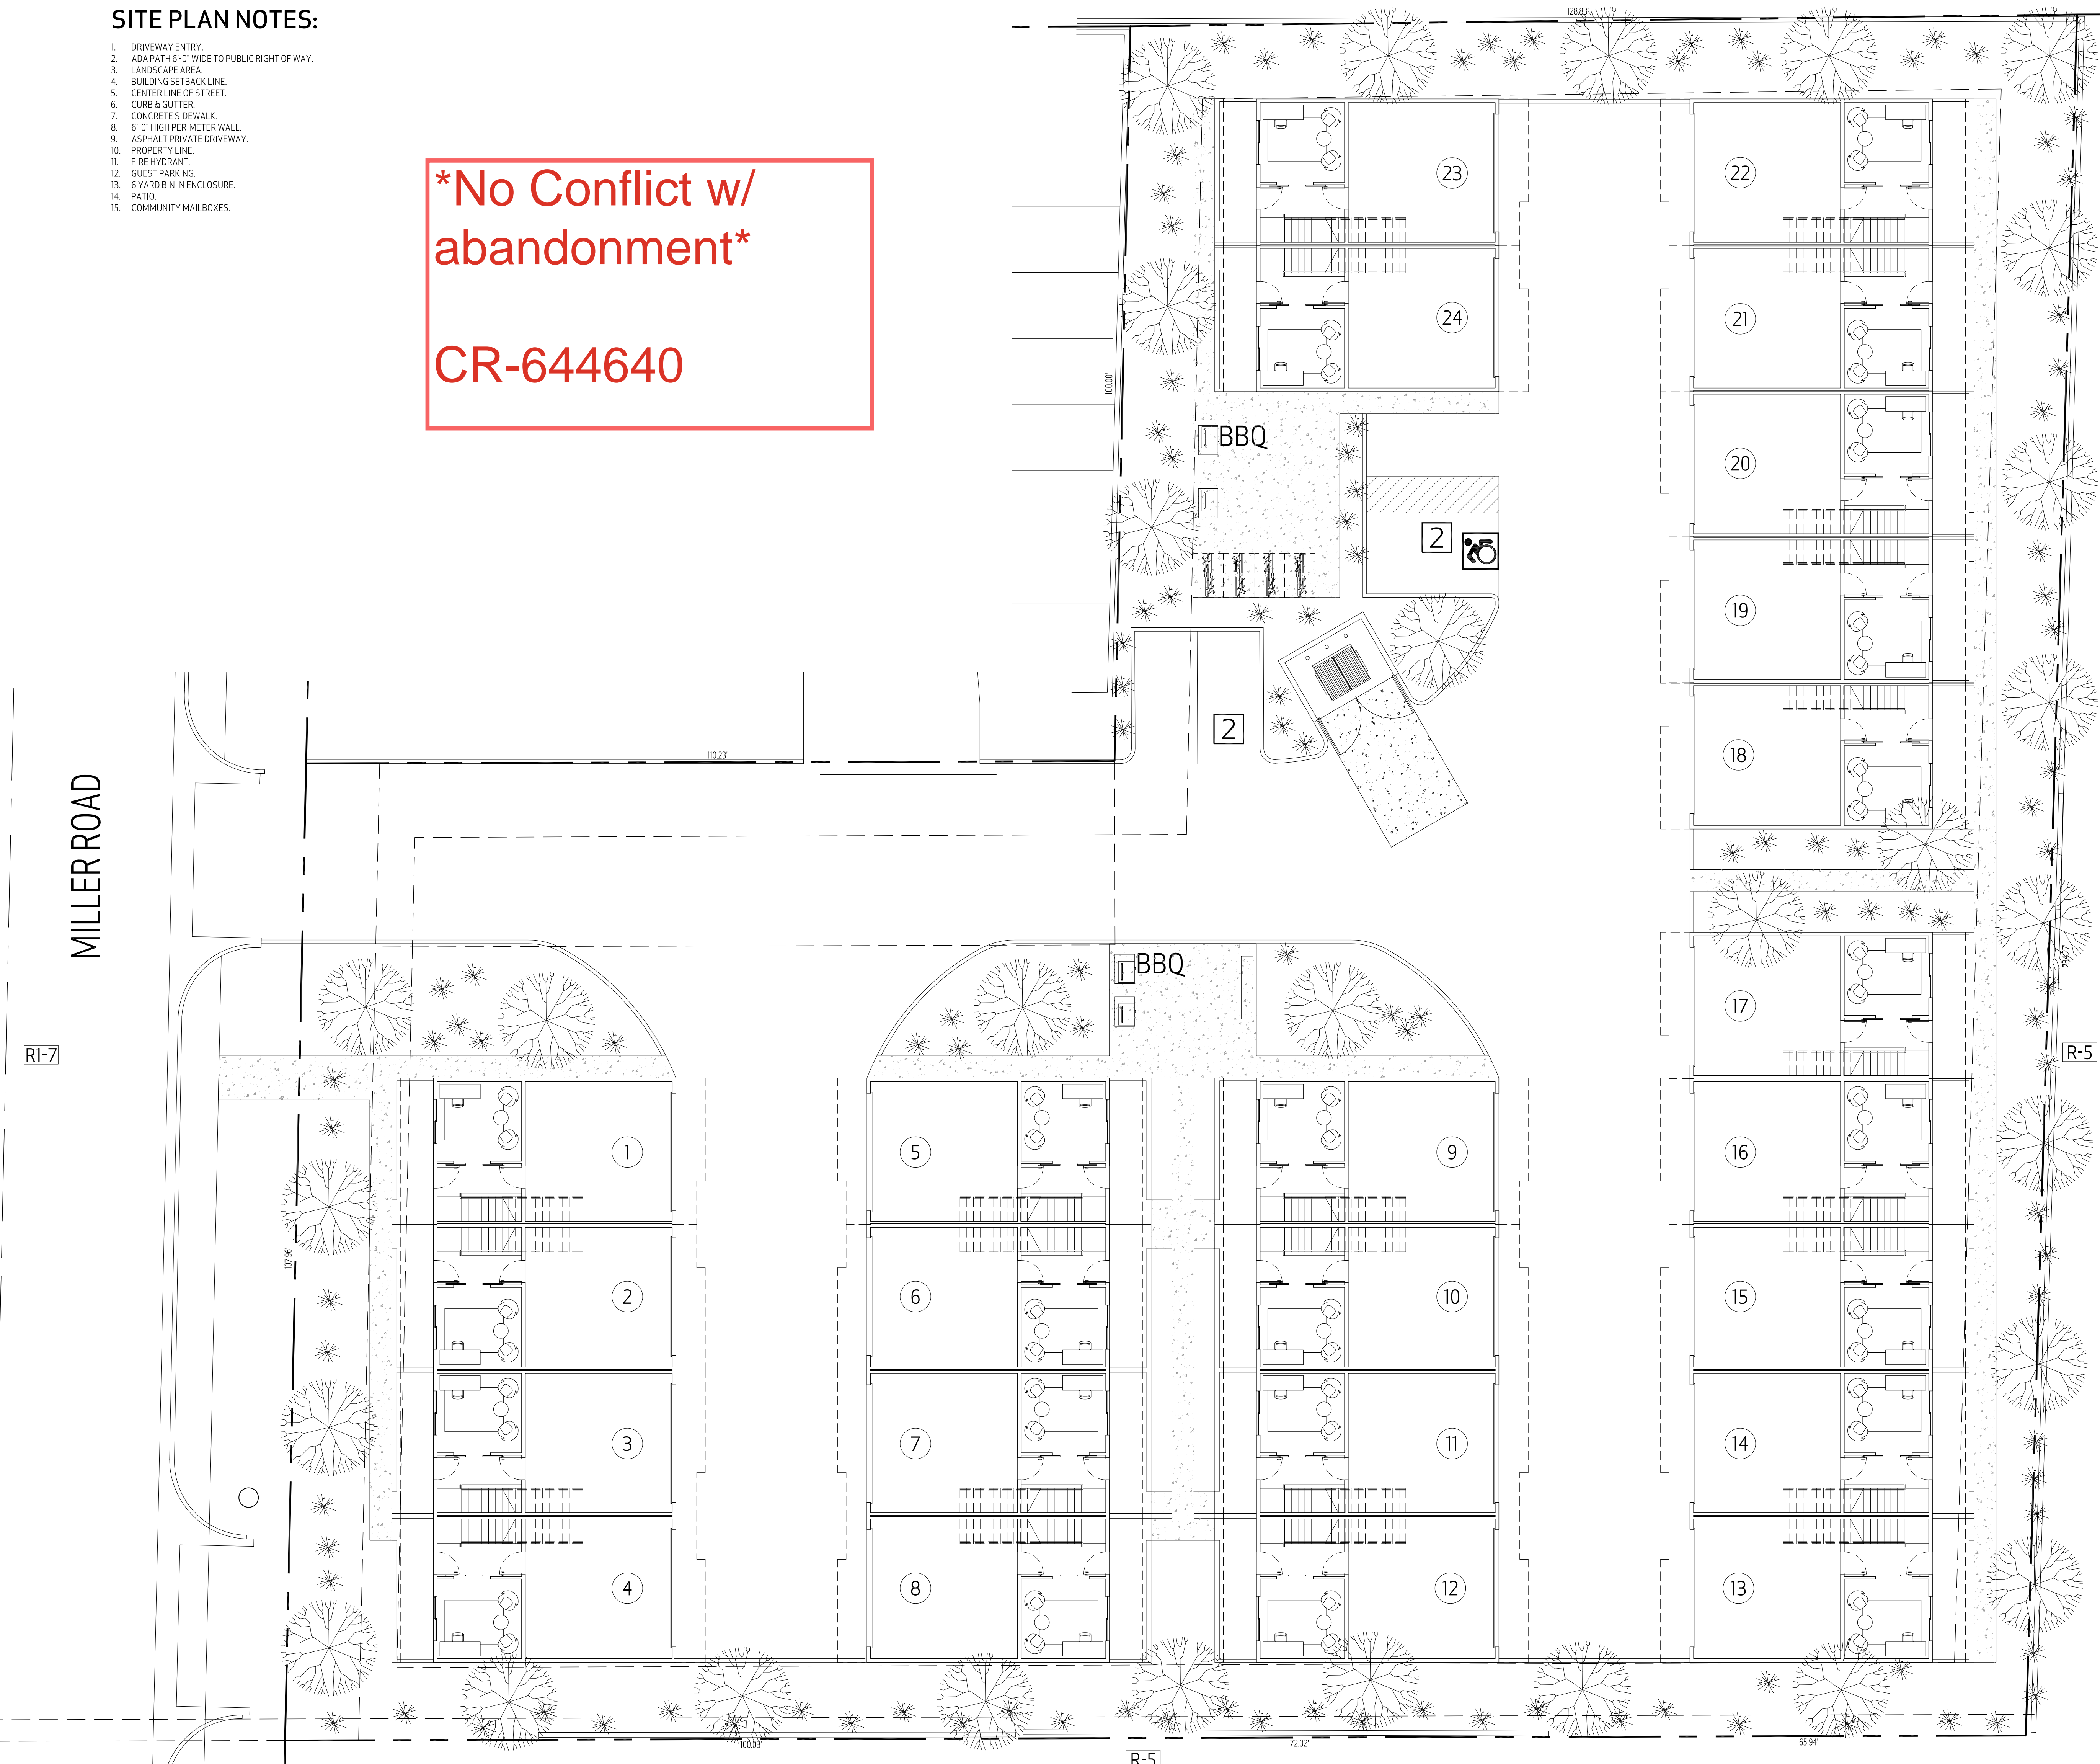 SITE PLAN NOTES:
1. DRIVEWAY ENTRY.
2. ADA PATH 6'-0" WIDE TO PUBLIC RIGHT OF WAY.
3. LANDSCAPE AREA.
4. BUILDING SETBACK LINE.
5. CENTER LINE OF STREET.
6. CURB & GUTTER.
7. CONCRETE SIDEWALK.
8. 6'-0" HIGH PERIMETER WALL.
9. ASPHALT PRIVATE DRIVEWAY.
10. PROPERTY LINE.
11. FIRE HYDRANT.
12. GUEST PARKING.
13. 6 YARD BIN IN ENCLOSURE.
14. PATIO.
15. COMMUNITY MAILBOXES.
*No Conflict w/
abandonment*
CR-644640
128.83'
23
22
24
21
100.00'
BBQ
20
2
19
2
18
110.23'
MILLER ROAD
BBQ
234.27
17
R1-7
R-5
1
5
9
16
107.96'
2
6
10
15
3
7
11
14
4
8
12
13
100.03'
72.02'
65.94'
R-5